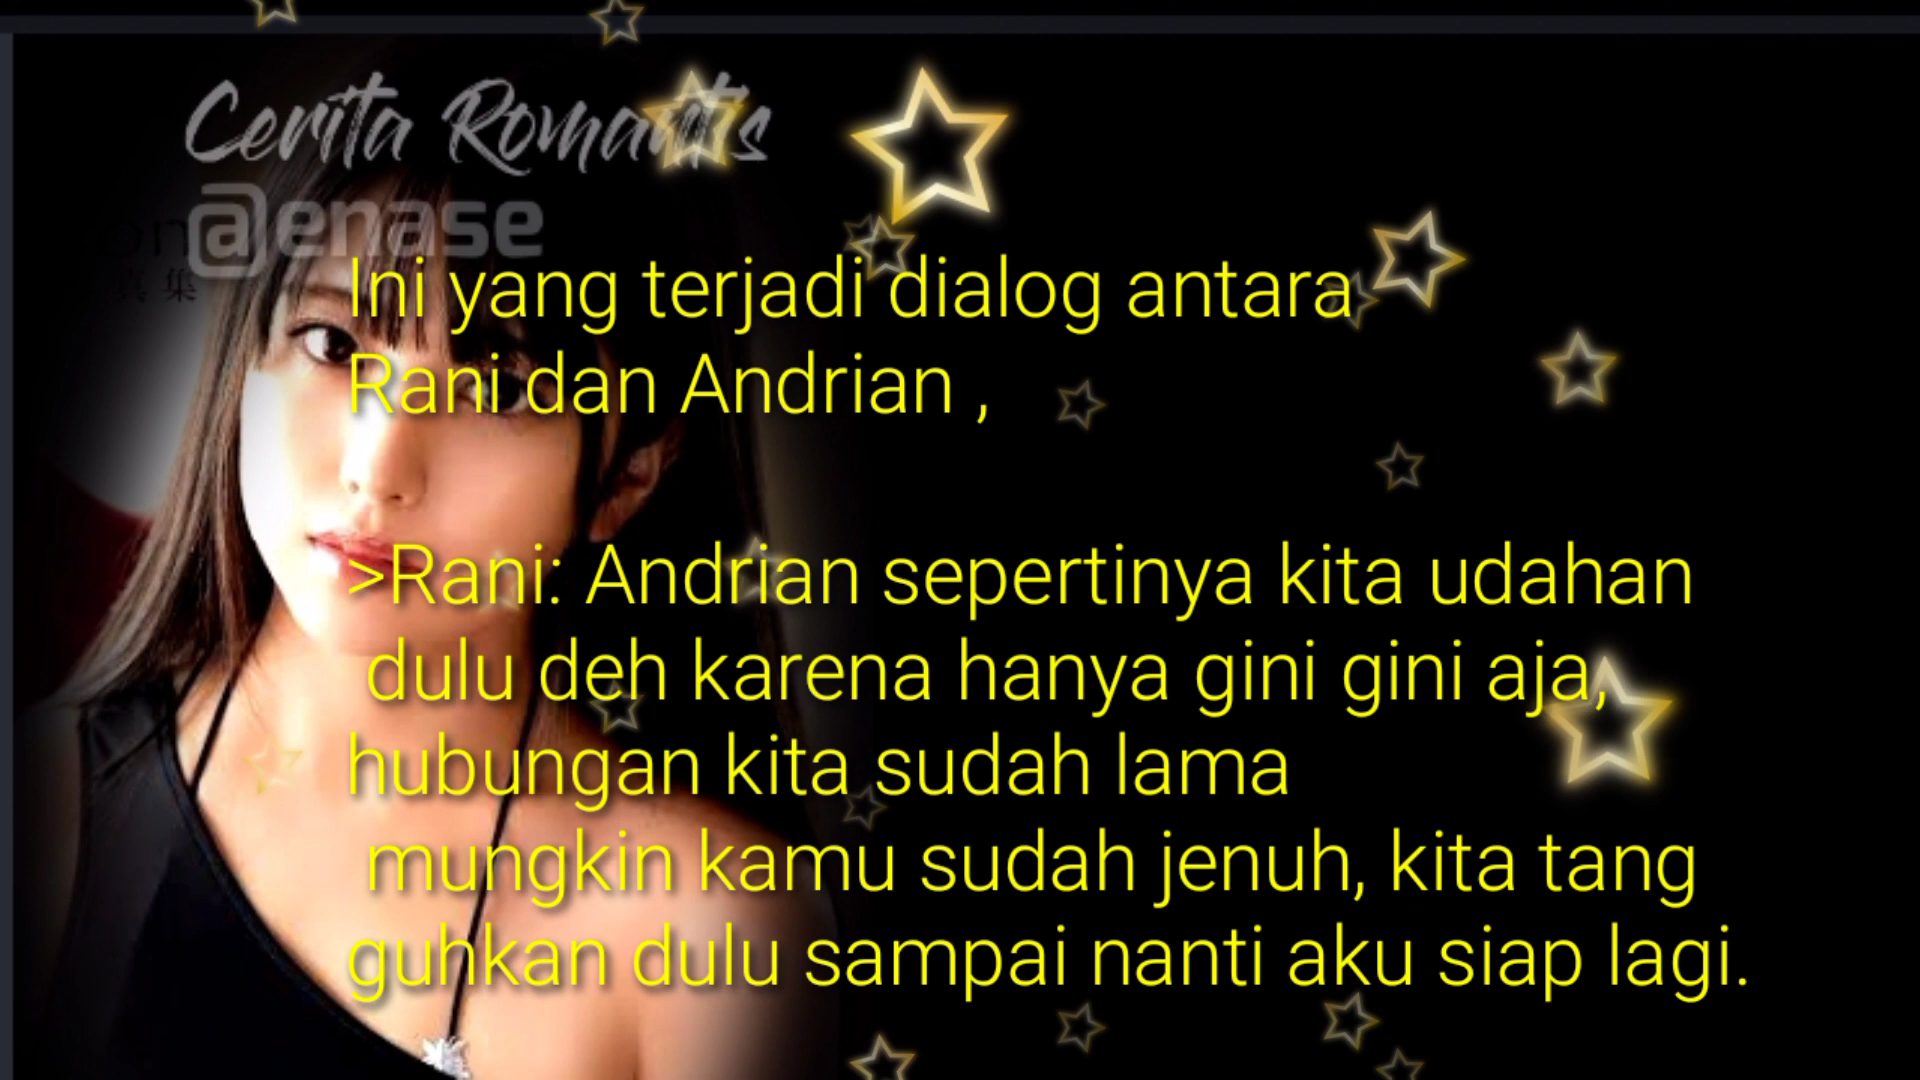 Cerita Romantis
@enase
真 集
Ini yang terjadi dialog antara
Rani dan Andrian ,
>Rani: Andrian sepertinya kita udahan
dulu deh karena hanya gini gini aja,
hubungan kita sudah lama
mungkin kamu sudah jenuh, kita tang
guhkan dulu sampai nanti aku siap lagi.